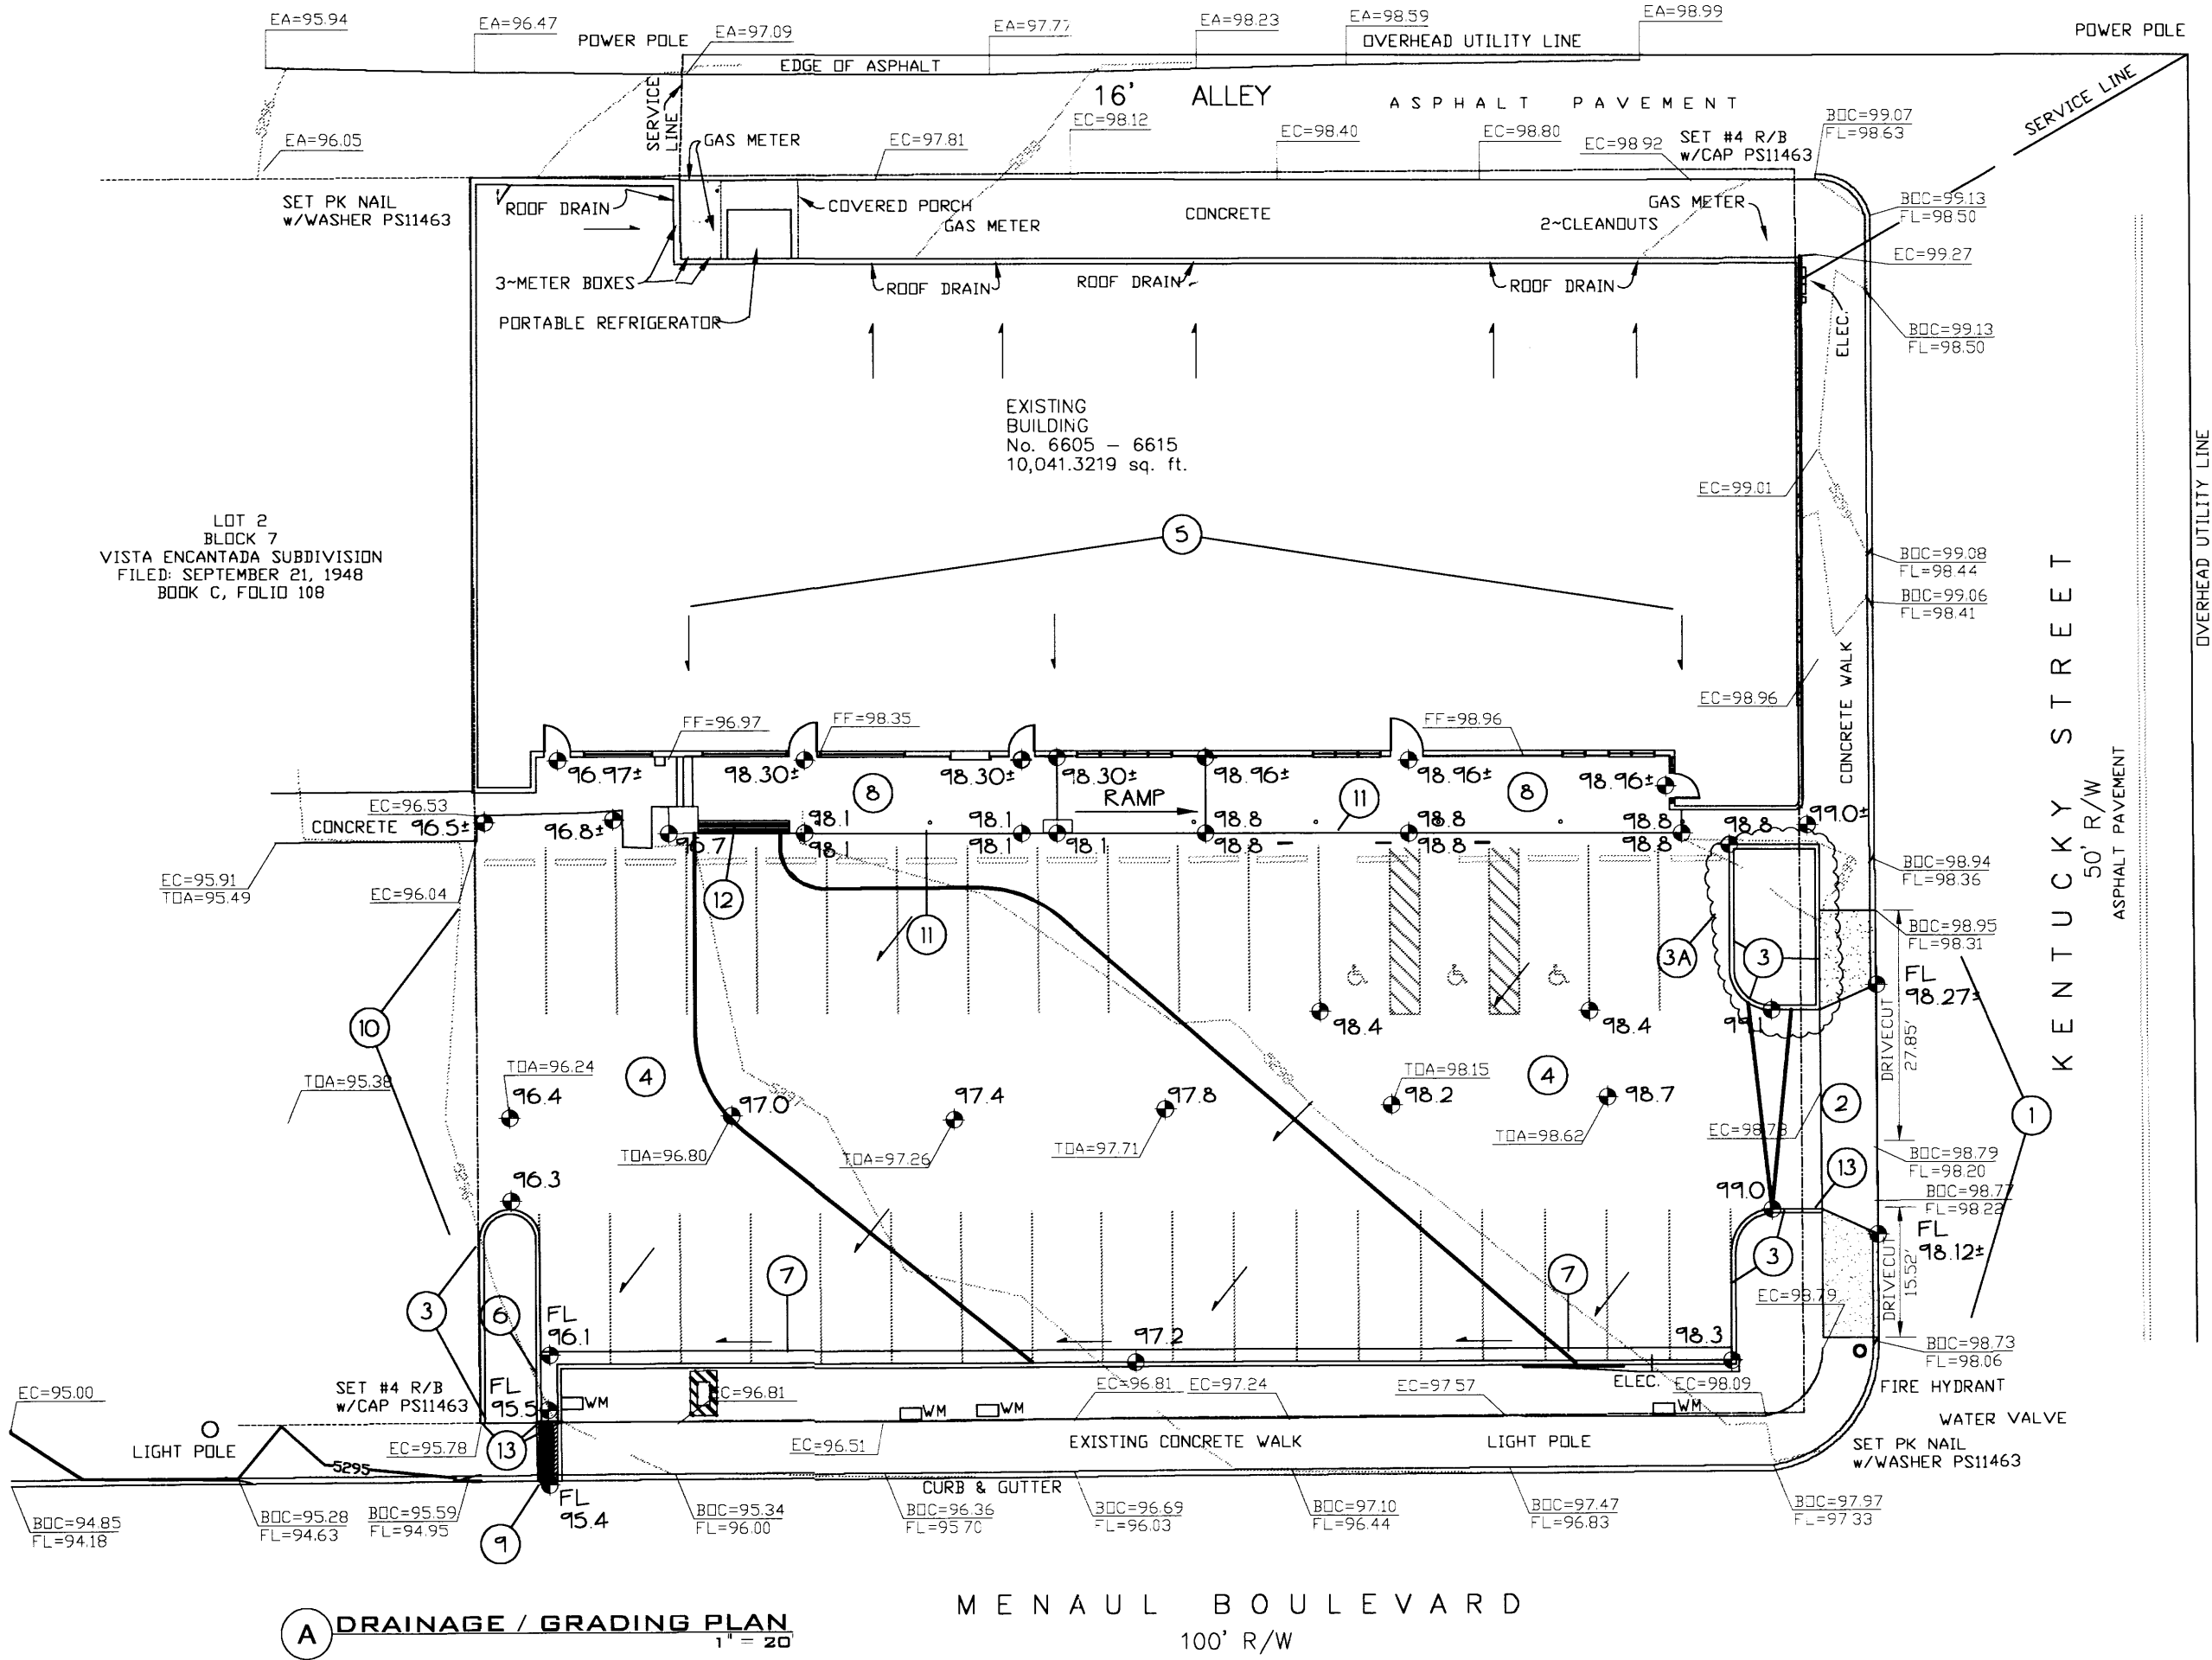 EA=95.94
EA=96.47
POWER POLE
EA=97.09
EA=97.77
EA=98.23
EA=98.59
OVERHEAD UTILITY LINE
EA=98.99
POWER POLE
EDGE OF ASPHALT
SERVICE LINE
16' ALLEY
ASPHALT PAVEMENT
SERVICE LINE
EA=96.05
GAS METER
EC=97.81
EC=98.12
EC=98.40
EC=98.80
EC=98.92
SET #4 R/B
w/CAP PS11463
BOC=99.07
FL=98.63
SET PK NAIL
w/WASHER PS11463
ROOF DRAIN
COVERED PORCH
GAS METER
CONCRETE
2~CLEANOUTS
GAS METER
BOC=99.13
FL=98.50
EC=99.27
3~METER BOXES
ROOF DRAIN
ROOF DRAIN
ROOF DRAIN
PORTABLE REFRIGERATOR
ELEC.
BOC=99.13
FL=98.50
EXISTING
BUILDING
No. 6605 – 6615
10,041.3219 sq. ft.
OVERHEAD UTILITY LINE
EC=99.01
LOT 2
BLOCK 7
VISTA ENCANTADA SUBDIVISION
FILED: SEPTEMBER 21, 1948
BOOK C, FOLIO 108
5
BOC=99.08
FL=98.44
BOC=99.06
FL=98.41
KENTUCKY STREET
50' R/W
ASPHALT PAVEMENT
CONCRETE WALK
EC=98.96
FF=96.97
FF=98.35
FF=98.96
96.97±
98.30±
98.30±
98.30±
98.96±
98.96±
98.96±
8
RAMP
11
8
EC=96.53
CONCRETE
96.5±
96.8±
96.7
98.1
98.1
98.1
98.1
98.1
98.8
98.8
98.8
98.8
98.8
98.8
98.8
99.0±
EC=95.91
TOA=95.49
EC=96.04
12
11
BOC=98.94
FL=98.36
BOC=98.95
FL=98.31
3A
3
FL
98.27±
10
98.4
98.4
DRIVECUT
27.85'
TOA=95.38
TOA=96.24
96.4
4
97.0
97.4
97.8
TOA=98.15
98.2
4
98.7
2
1
TOA=96.80
TOA=97.26
TOA=97.71
TOA=98.62
EC=98.78
BOC=98.79
FL=98.20
13
96.3
99.0
BOC=98.77
FL=98.22
FL
98.12±
3
DRIVECUT
15.52'
3
6
FL
96.1
7
7
EC=98.79
97.2
98.3
BOC=98.73
FL=98.06
EC=95.00
SET #4 R/B
w/CAP PS11463
FL
95.5
WM
C=96.81
WM
WM
EC=96.81
EC=97.24
EC=97.57
ELEC.
EC=98.09
WM
FIRE HYDRANT
WATER VALVE
LIGHT POLE
EC=95.78
13
EC=96.51
EXISTING CONCRETE WALK
LIGHT POLE
SET PK NAIL
w/WASHER PS11463
5295
CURB & GUTTER
BOC=94.85
FL=94.18
BOC=95.28
FL=94.63
BOC=95.59
FL=94.95
9
FL
95.4
BOC=95.34
FL=96.00
BOC=96.36
FL=95.70
BOC=96.69
FL=96.03
BOC=97.10
FL=96.44
BOC=97.47
FL=96.83
BOC=97.97
FL=97.33
MENAUL BOULEVARD
100' R/W
A DRAINAGE / GRADING PLAN
1" = 20'